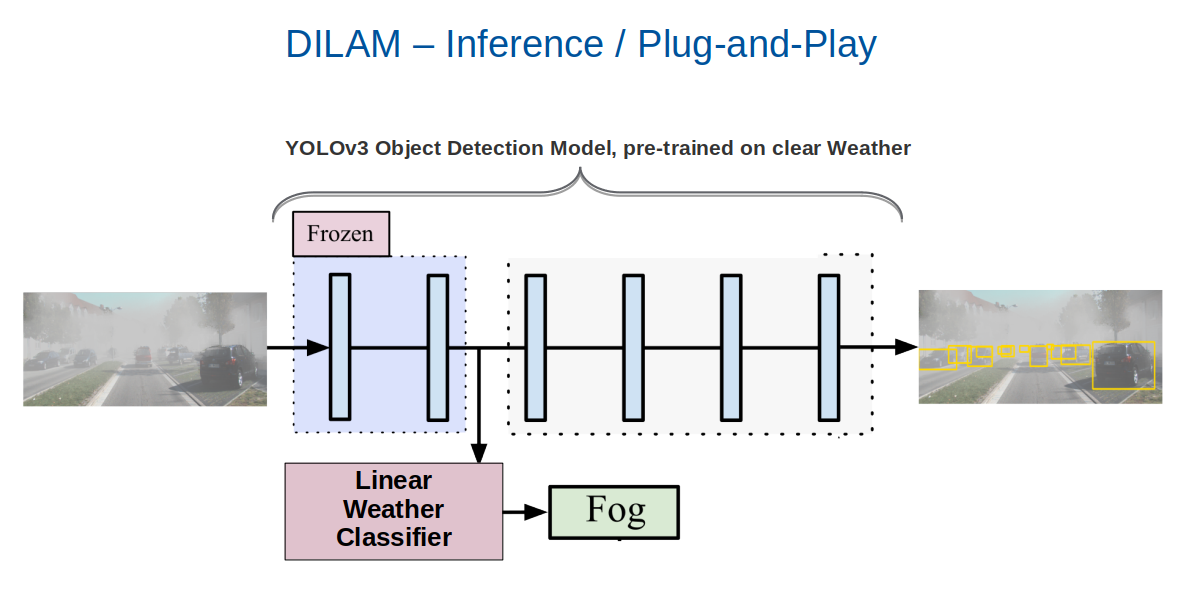 DILAM – Inference / Plug-and-Play
YOLOv3 Object Detection Model, pre-trained on clear Weather
Frozen
Linear
Weather
Classifier
Fog